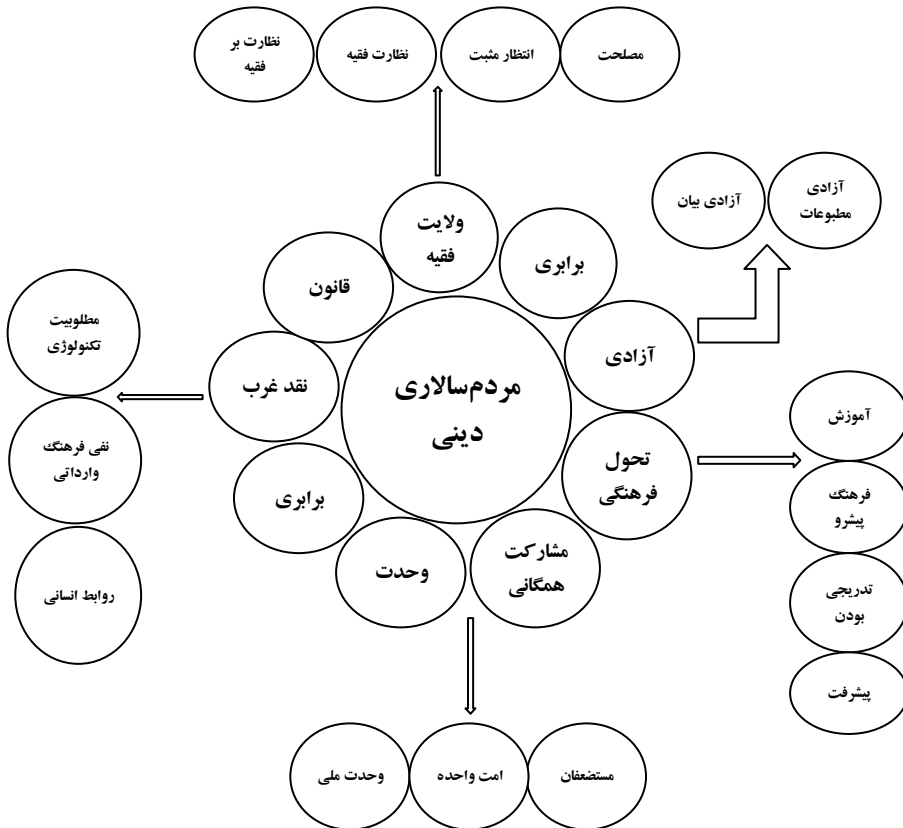 مصلحت
انتظار مثبت
نظارت فقیه
نظارت بر
فقیه
آزادی
مطبوعات
آزادی بیان
ولایت
فقیه
برابری
قانون
آزادی
مطلوبیت
تکنولوژی
نقد غرب
مردم‌سالاری
دینی
آموزش
تحول
فرهنگی
نفی فرهنگ
وارداتی
برابری
فرهنگ
پیشرو
مشارکت
همگانی
وحدت
روابط انسانی
تدریجی
بودن
پیشرفت
مستضعفان
امت واحده
وحدت ملی